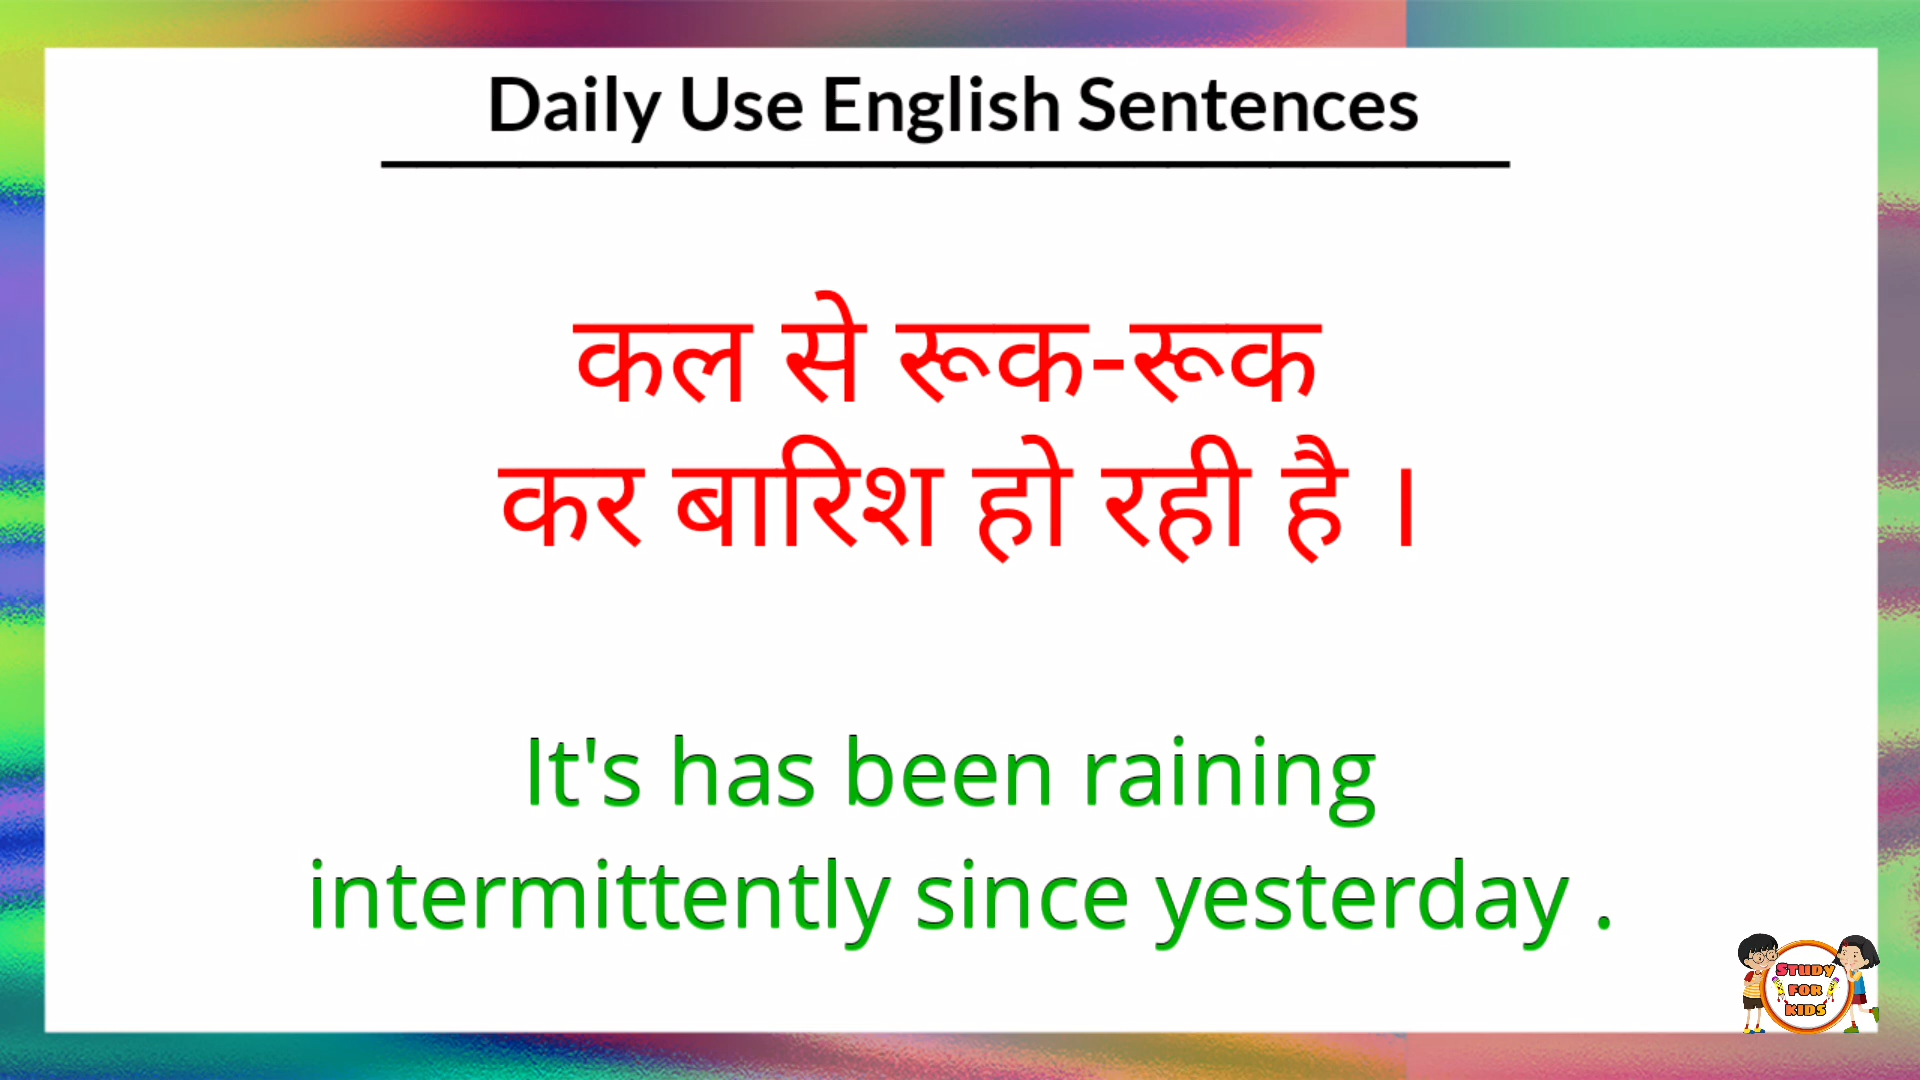 Daily Use English Sentences
कल से रूक-रूक
कर बारिश हो रही है ।
It's has been raining
intermittently since yesterday .
STUDY
FOR
KIDS